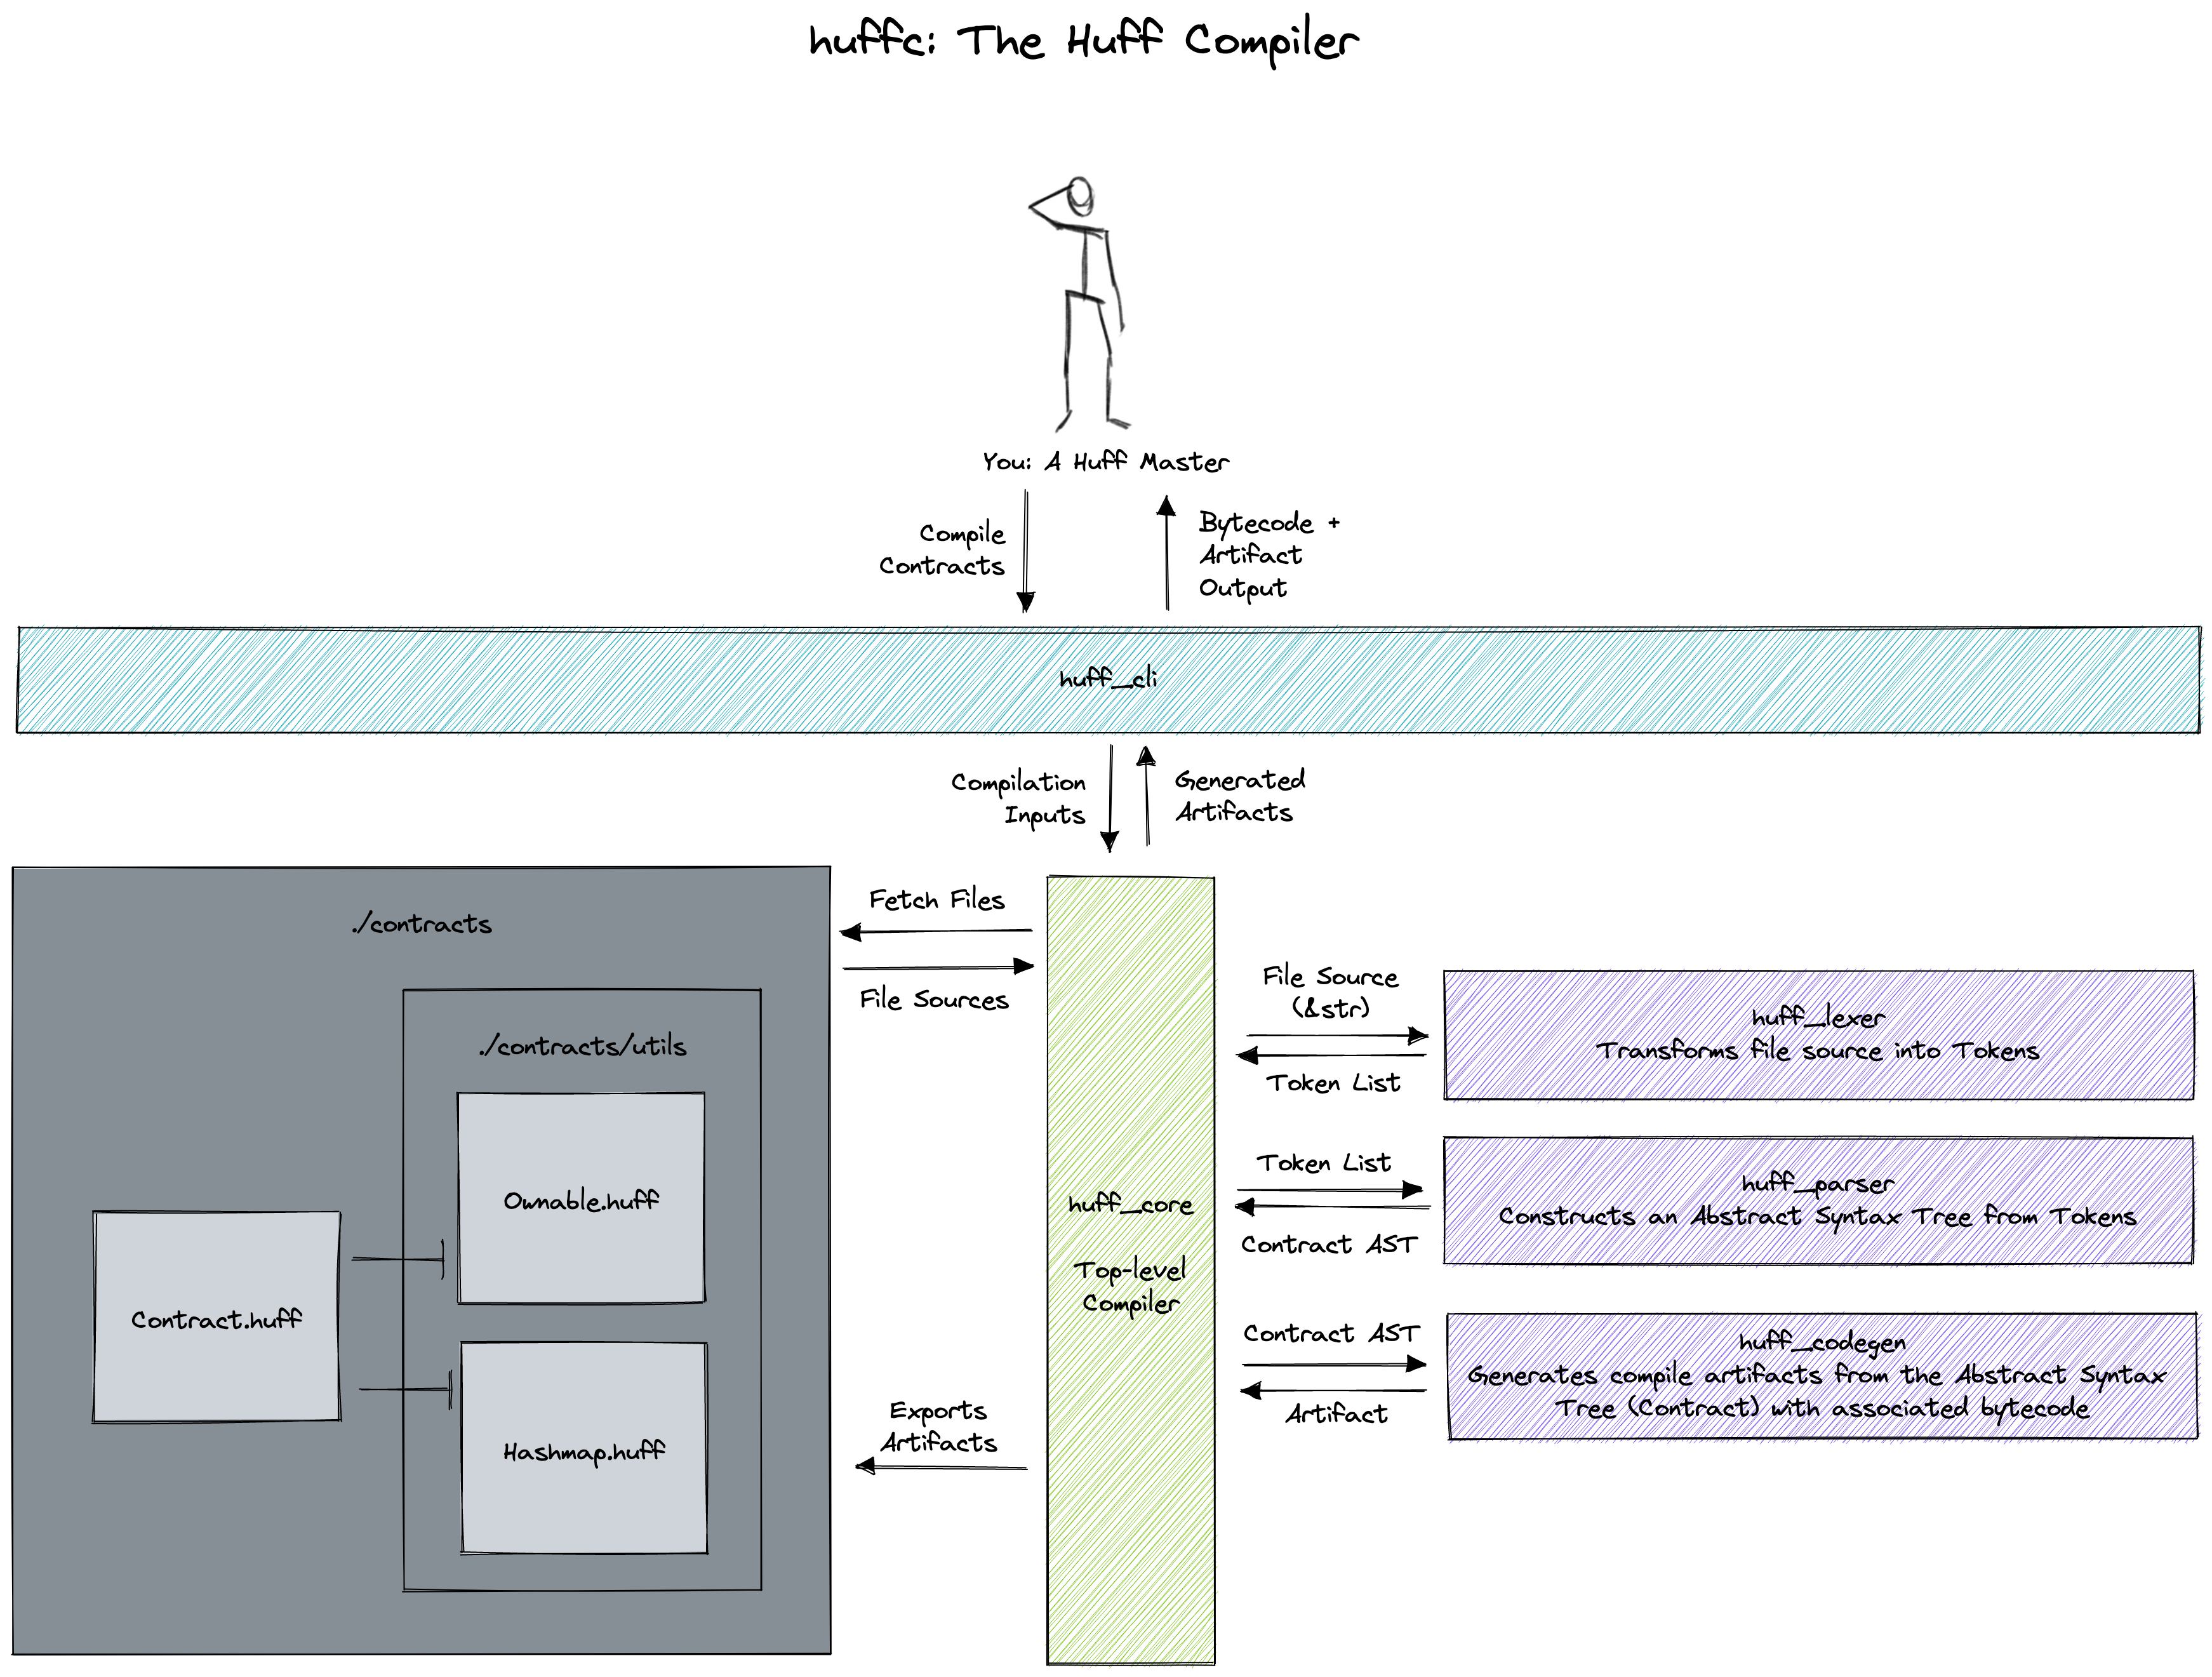 huffc: The Huff Compiler
You: A Huff Master
Compile
Contracts
Bytecode +
Artifact
Output
huff_cli
Compilation
Inputs
Generated
Artifacts
./contracts
Fetch Files
File Sources
./contracts/utils
Ownable.huff
Contract.huff
Hashmap.huff
Exports
Artifacts
huff_core
Top-level
Compiler
File Source
(&str)
Token List
huff_lexer
Transforms file source into Tokens
Token List
Contract AST
huff_parser
Constructs an Abstract Syntax Tree from Tokens
Contract AST
Artifact
huff_codegen
Generates compile artifacts from the Abstract Syntax
Tree (Contract) with associated bytecode